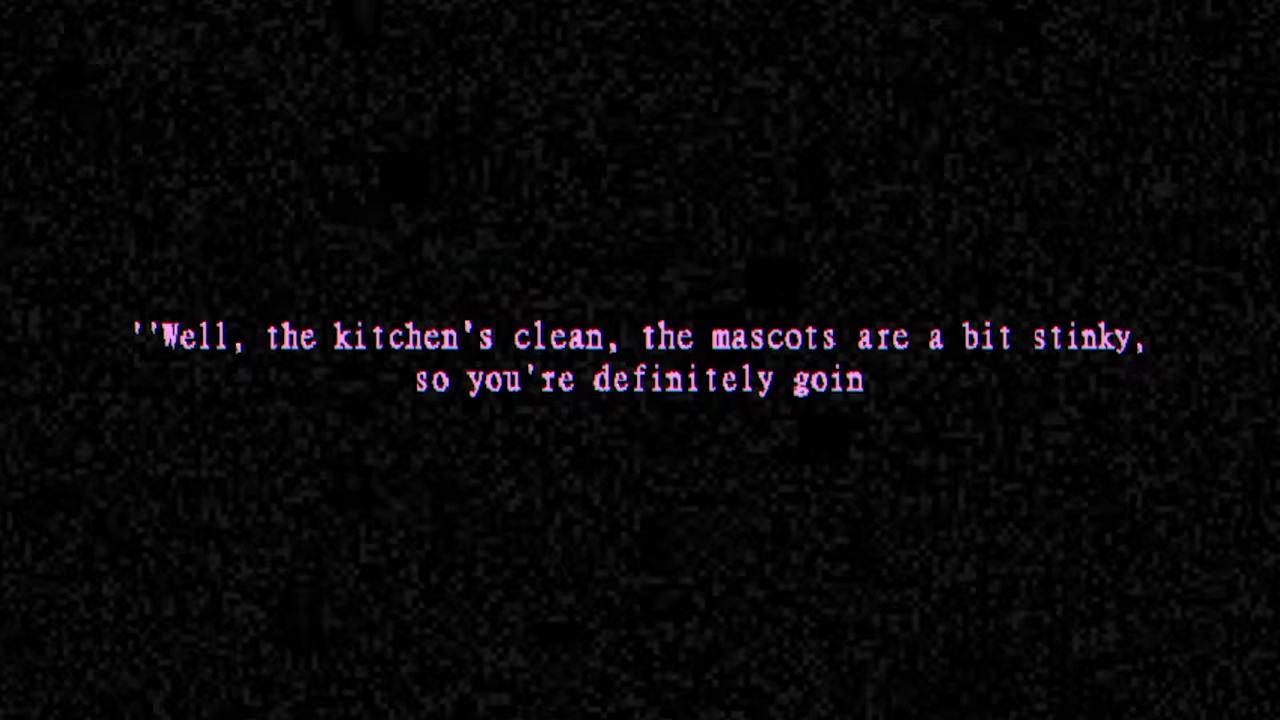 ''Well, the kitchen's clean, the mascots are a bit stinky,
so you're definitely goin